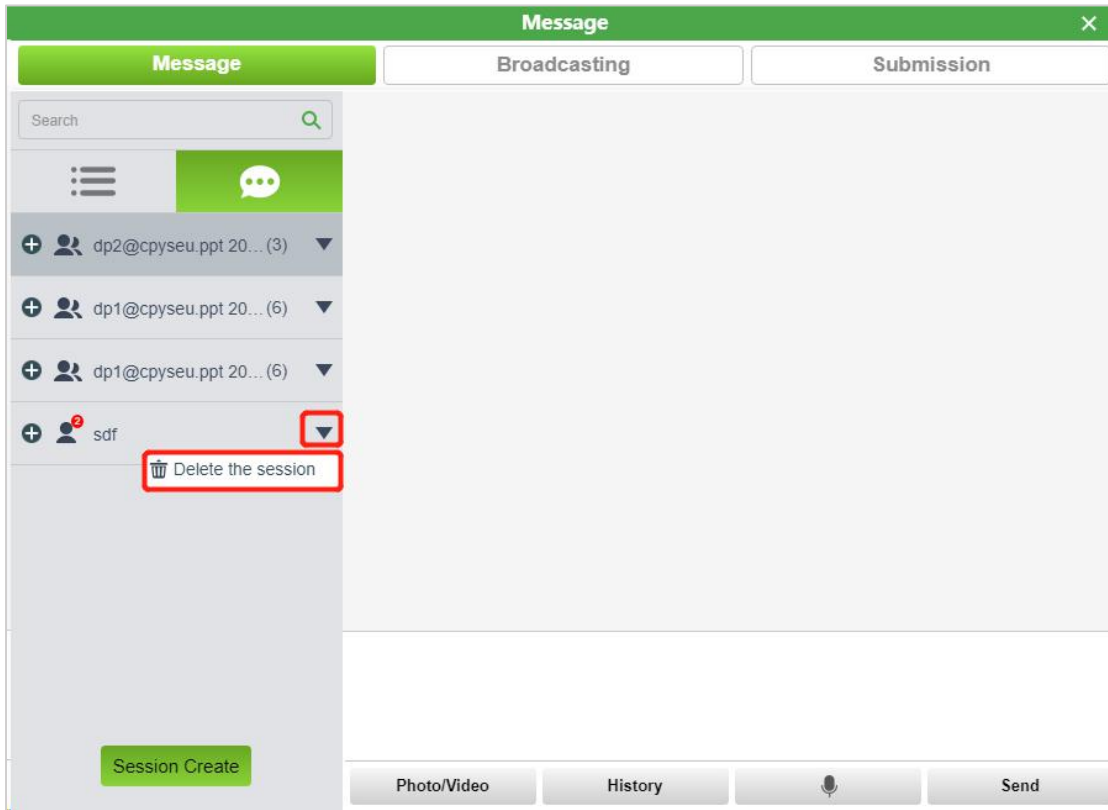 Message
Message Broadcasting Submission
Search
dp2@cpyseu.ppt 20... (3)
dp1@cpyseu.ppt 20... (6)
dp1@cpyseu.ppt 20... (6)
2
sdf
Delete the session
Session Create
Photo/Video History Send